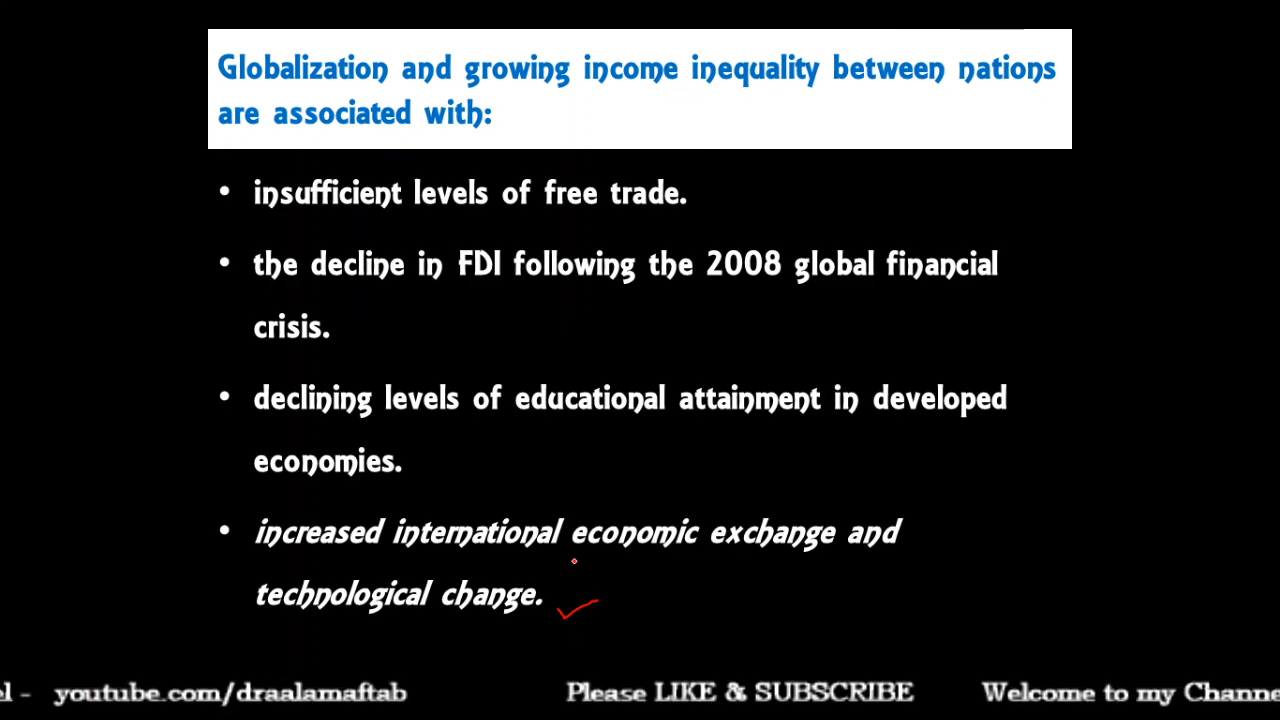 Globalization and growing income inequality between nations
are associated with:
• insufficient levels of free trade.
• the decline in FDI following the 2008 global financial
crisis.
• declining levels of educational attainment in developed
economies.
• increased international economic exchange and
technological change.
el - youtube.com/draalamaftab Please LIKE & SUBSCRIBE Welcome to my Channe